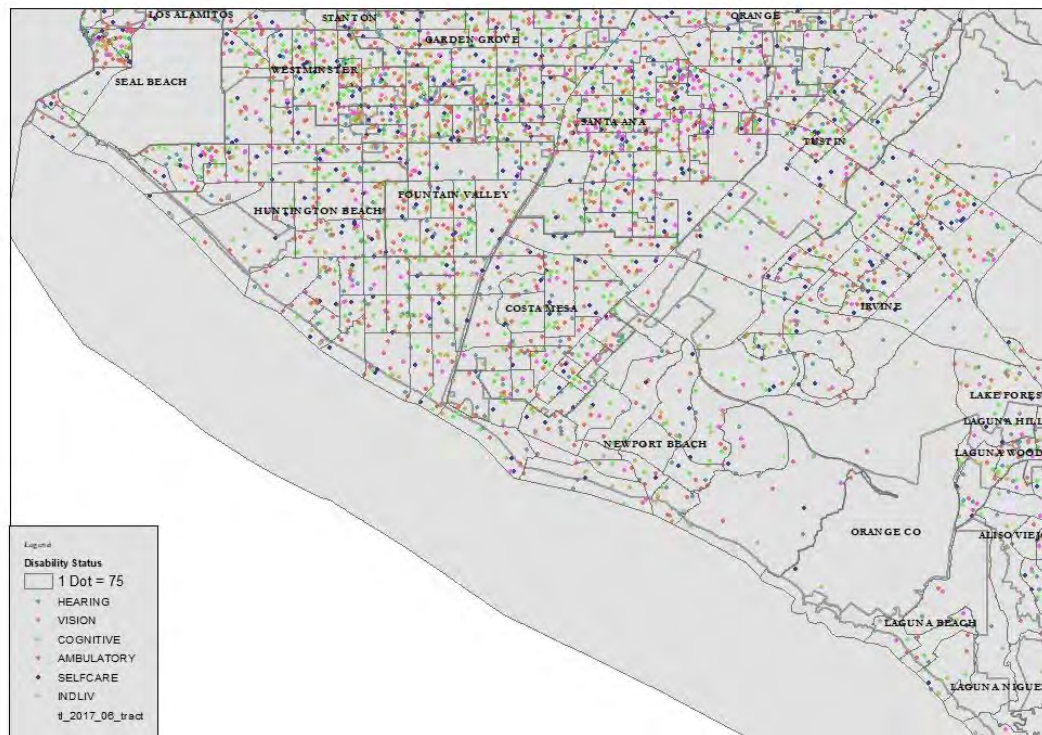 LOS ALAMITOS
STANTON
ORANGE
GARDEN GROVE
WESTMINSTER
SEAL BEACH
SANTA ANA
TUSTIN
FOUNTAIN VALLEY
HUNTINGTON BEACH
COSTA MESA
IRVINE
LAKE FORES
LAGUNA HILL
NEWPORT BEACH
LAGUNA WOOD
ORANGE CO
ALISO VIEJO
LAGUNA BEACH
LAGUNA NIGUE
Legend
Disability Status
1 Dot = 75
HEARING
VISION
COGNITIVE
AMBULATORY
SELFCARE
INDLIV
tl_2017_06_tract